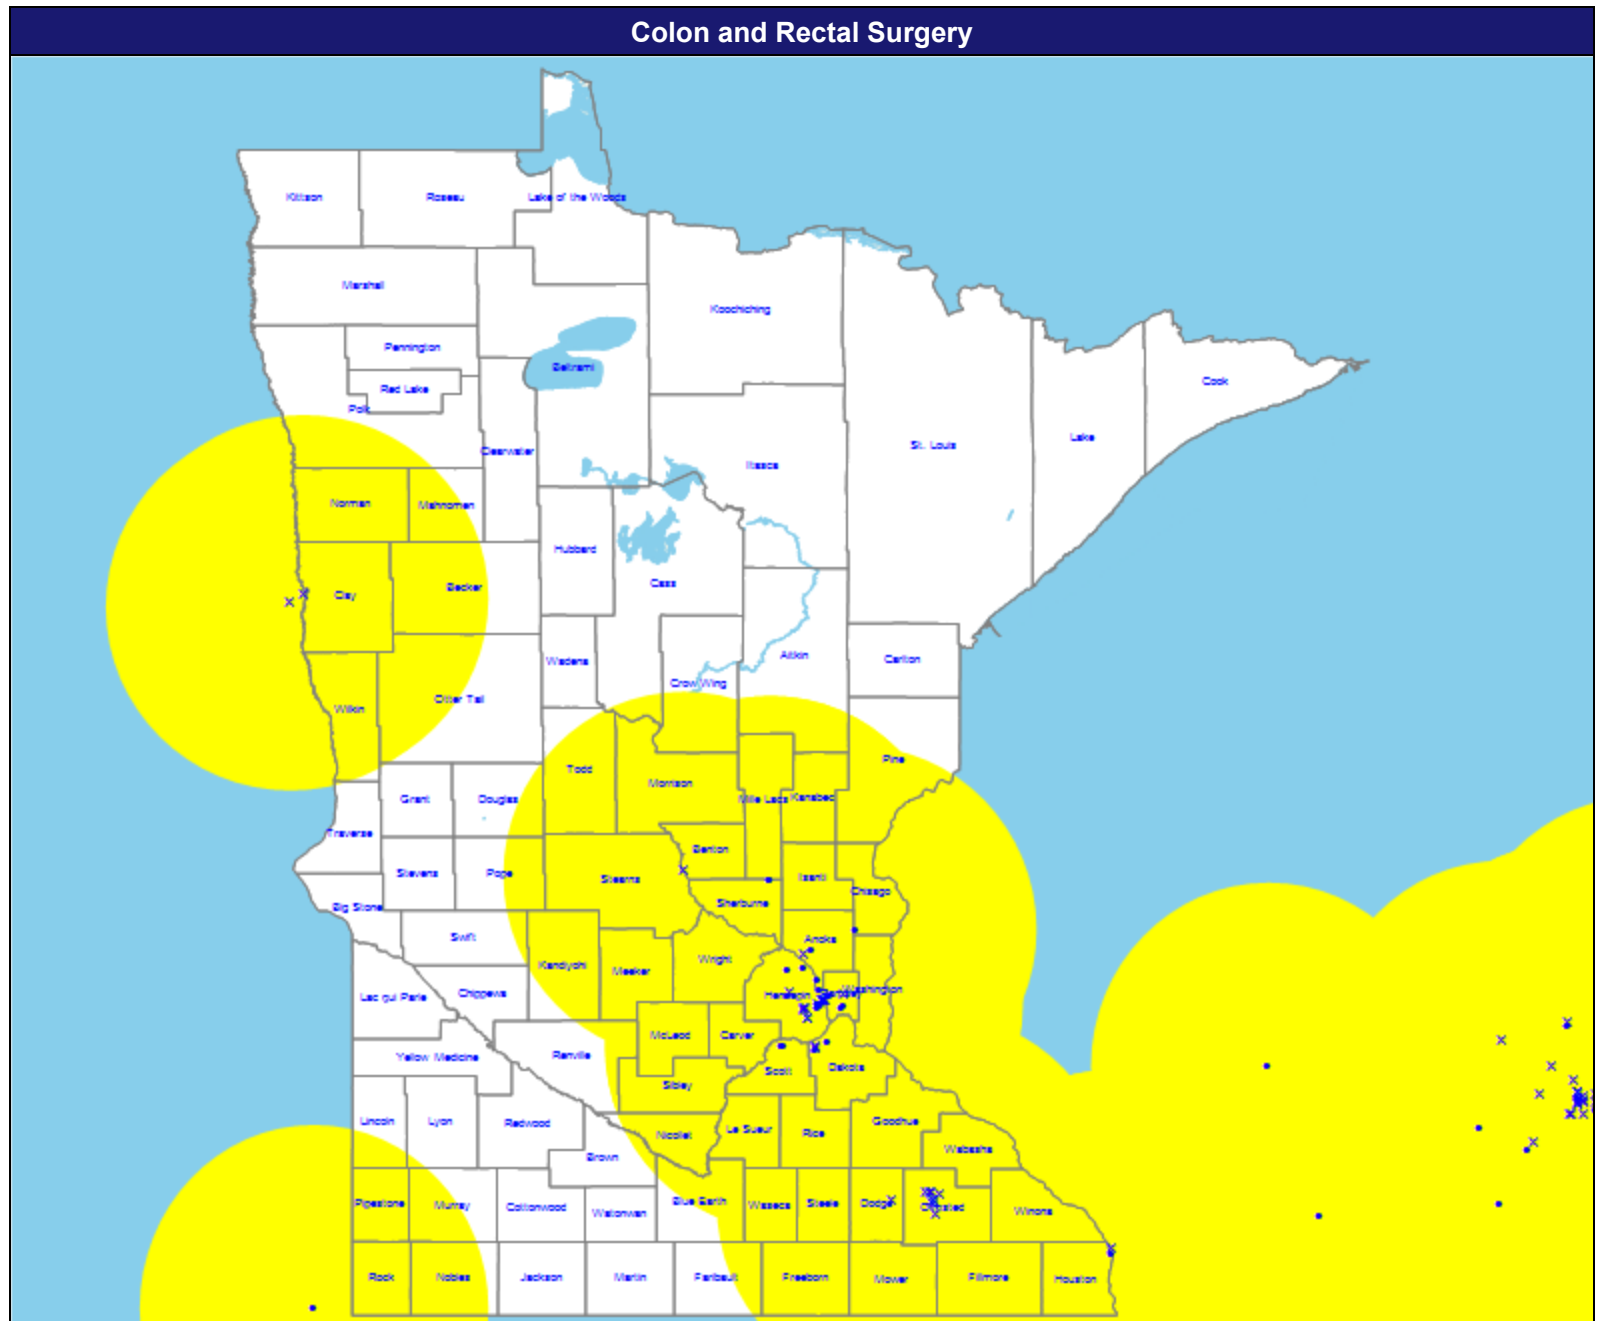 Colon and Rectal Surgery
Kittson
Roseau
Lake of the Woods
Marshall
Koochiching
Pennington
Beltrami
Red Lake
Polk
Cook
Clearwater
St. Louis
Lake
Itasca
Norman
Mahnomen
Hubbard
Cass
Becker
Clay
Wadena
Aitkin
Carlton
Crow Wing
Otter Tail
Wilkin
Pine
Todd
Morrison
Grant
Douglas
Mille Lacs
Kanabec
Traverse
Benton
Stevens
Pope
Stearns
Isanti
Chisago
Sherburne
Big Stone
Swift
Anoka
Kandiyohi
Meeker
Wright
Lac qui Parle
Chippewa
Hennepin
Ramsey
Washington
McLeod
Carver
Yellow Medicine
Renville
Scott
Dakota
Sibley
Lincoln
Lyon
Redwood
Nicollet
Le Sueur
Rice
Goodhue
Wabasha
Brown
Pipestone
Murray
Cottonwood
Watonwan
Blue Earth
Waseca
Steele
Dodge
Olmsted
Winona
Rock
Nobles
Jackson
Martin
Faribault
Freeborn
Mower
Fillmore
Houston